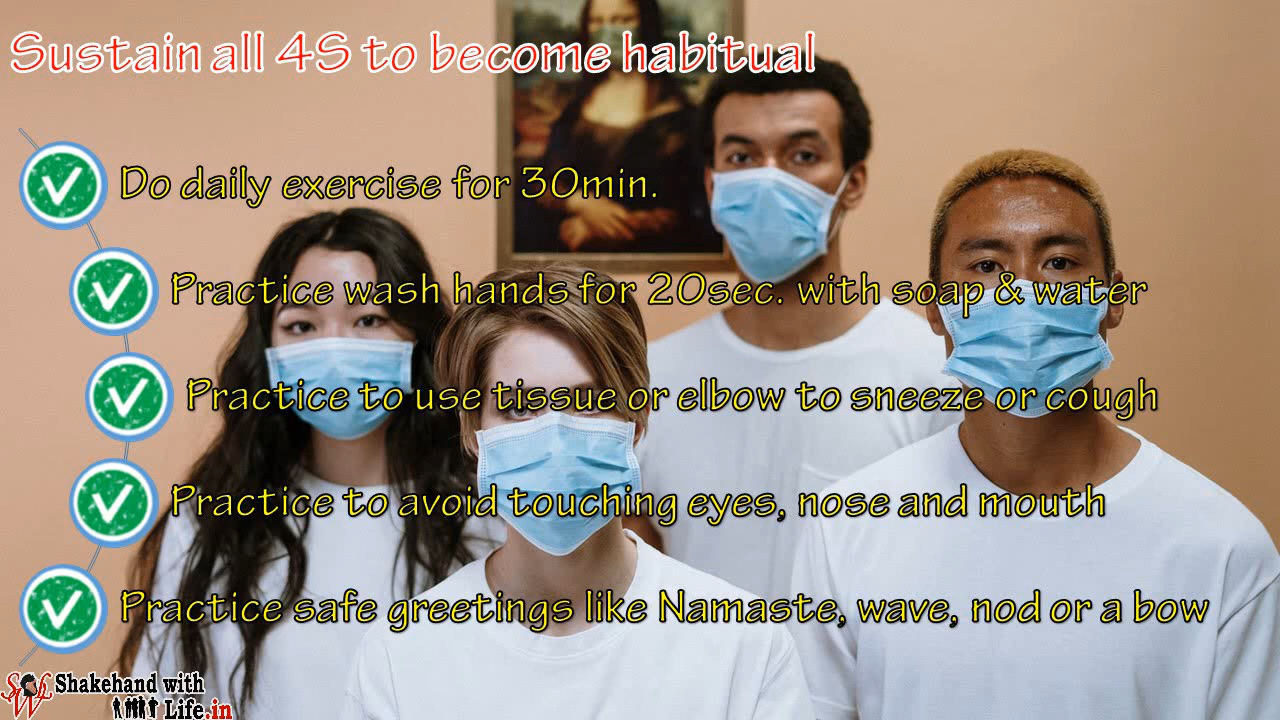 Sustain all 4S to become habitual
Do daily exercise for 30min.
Practice wash hands for 20sec. with soap & water
Practice to use tissue or elbow to sneeze or cough
Practice to avoid touching eyes, nose and mouth
Practice safe greetings like Namaste, wave, nod or a bow
SWL Shakehand with
Life.in